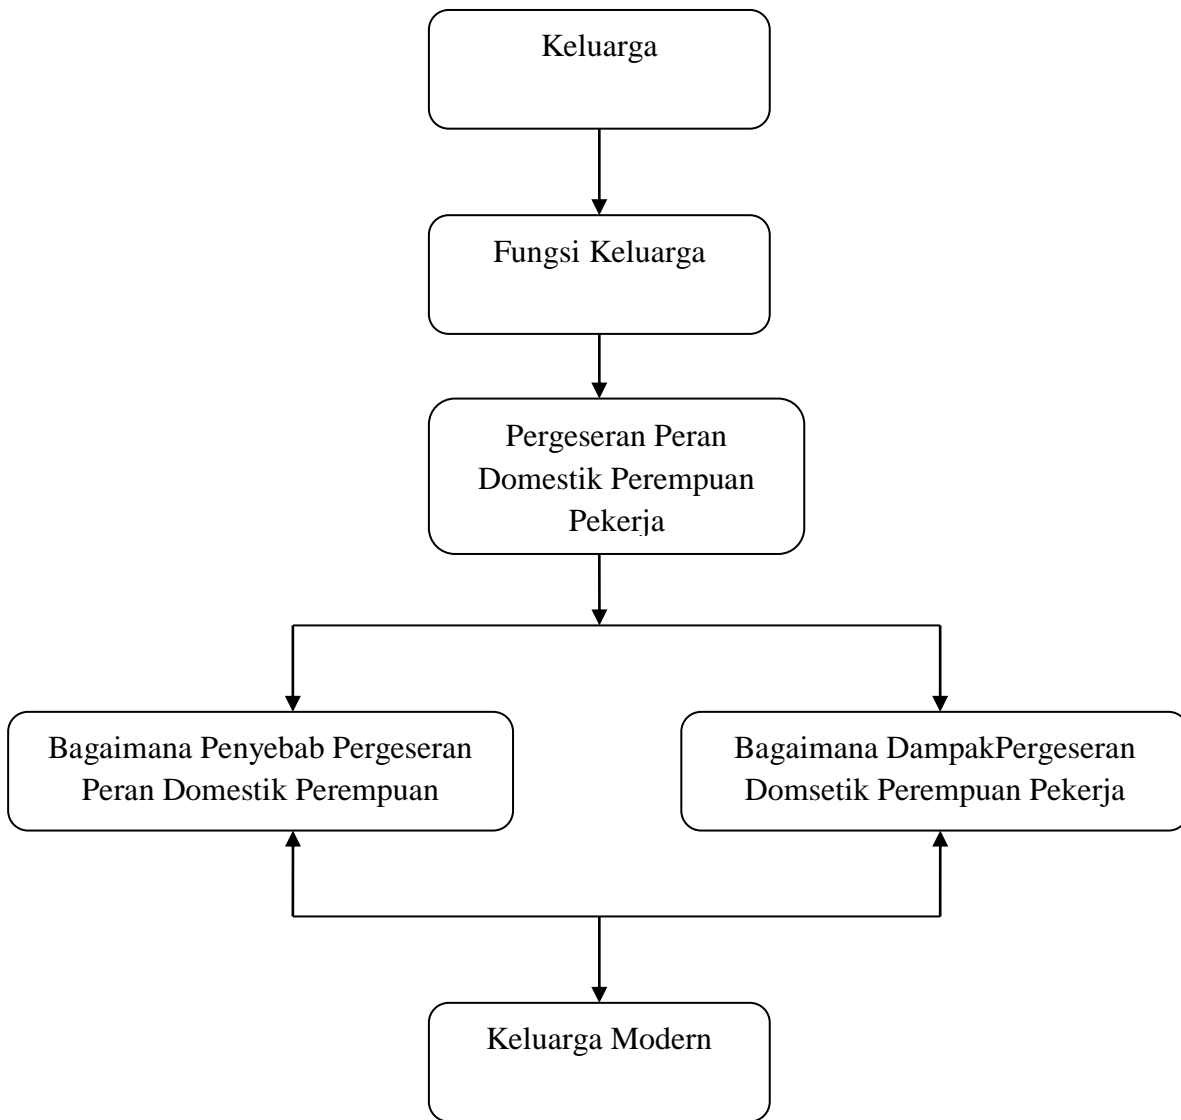 Keluarga
Fungsi Keluarga
Pergeseran Peran
Domestik Perempuan
Pekerja
Bagaimana Penyebab Pergeseran
Peran Domestik Perempuan
Bagaimana DampakPergeseran
Domsetik Perempuan Pekerja
Keluarga Modern